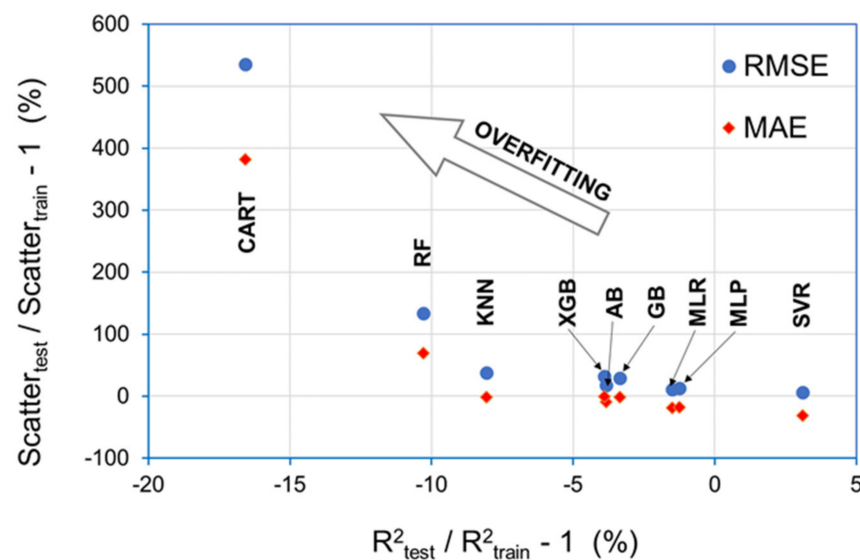 600
500
400
300
200
100
0
-100
-20
-15
-10
-5
0
5
Scatter_test / Scatter_train - 1 (%)
R²_test / R²_train - 1 (%)
RMSE
MAE
OVERFITTING
CART
RF
KNN
XGB
AB
GB
MLR
MLP
SVR